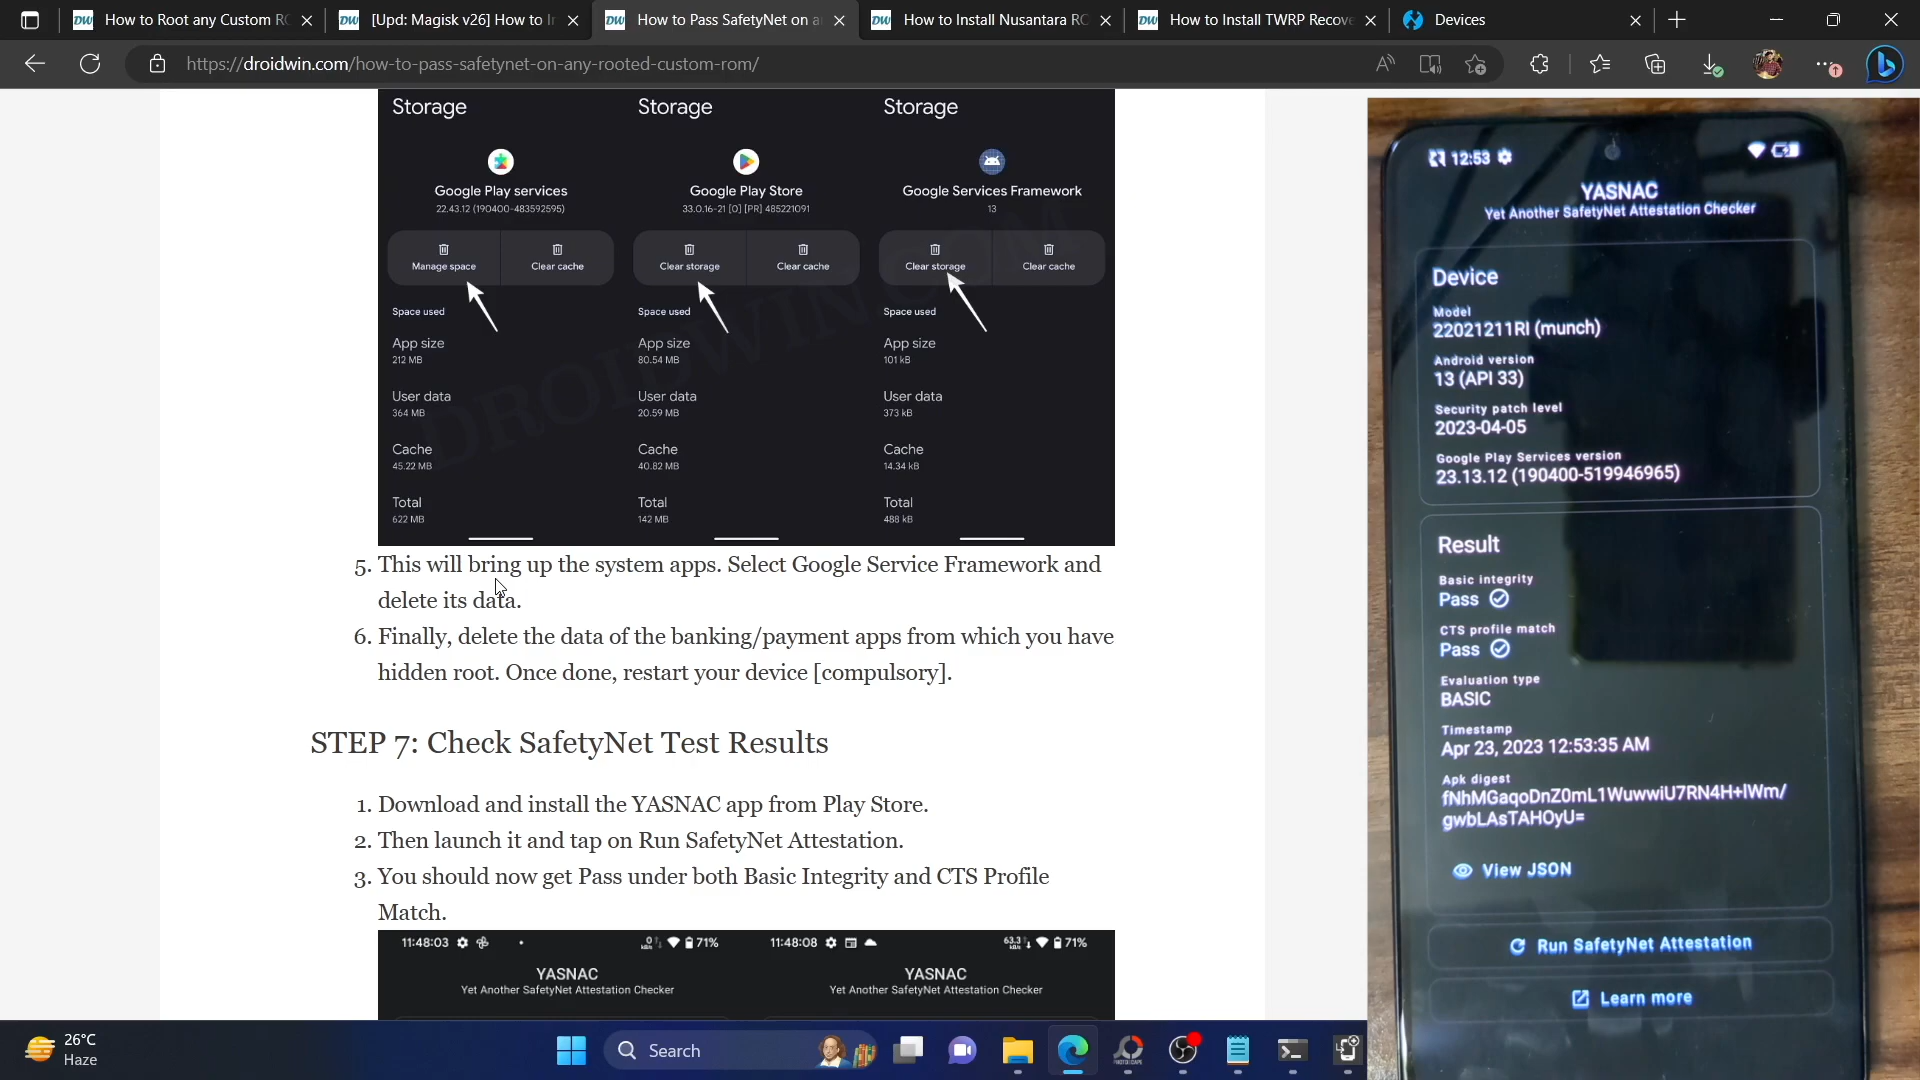 How to Root any Custom RO
[Upd: Magisk v26] How to In
How to Pass SafetyNet on a
How to Install Nusantara RO
How to Install TWRP Recove
Devices
https://droidwin.com/how-to-pass-safetynet-on-any-rooted-custom-rom/
Storage
Storage
Storage
Google Play services
22.43.12 (190400-483592595)
Google Play Store
33.0.16-21 [0] [PR] 485221091
Google Services Framework
13
Manage space
Clear cache
Clear storage
Clear cache
Clear storage
Clear cache
Space used
Space used
Space used
App size
212 MB
App size
80.54 MB
App size
101 kB
User data
364 MB
User data
20.59 MB
User data
373 kB
Cache
45.22 MB
Cache
40.82 MB
Cache
14.34 kB
Total
622 MB
Total
142 MB
Total
488 kB
DROIDWIN.COM
5. This will bring up the system apps. Select Google Service Framework and
delete its data.
6. Finally, delete the data of the banking/payment apps from which you have
hidden root. Once done, restart your device [compulsory].
STEP 7: Check SafetyNet Test Results
1. Download and install the YASNAC app from Play Store.
2. Then launch it and tap on Run SafetyNet Attestation.
3. You should now get Pass under both Basic Integrity and CTS Profile
Match.
11:48:03
71%
11:48:08
63.3
71%
YASNAC
Yet Another SafetyNet Attestation Checker
YASNAC
Yet Another SafetyNet Attestation Checker
12:53
YASNAC
Yet Another SafetyNet Attestation Checker
Device
Model
22021211RI (munch)
Android version
13 (API 33)
Security patch level
2023-04-05
Google Play Services version
23.13.12 (190400-519946965)
Result
Basic integrity
Pass
CTS profile match
Pass
Evaluation type
BASIC
Timestamp
Apr 23, 2023 12:53:35 AM
Apk digest
fNhMGaqoDnZ0mL1WuwwiU7RN4H+IWm/
gwbLAsTAHOyU=
View JSON
Run SafetyNet Attestation
Learn more
26°C
Haze
Search